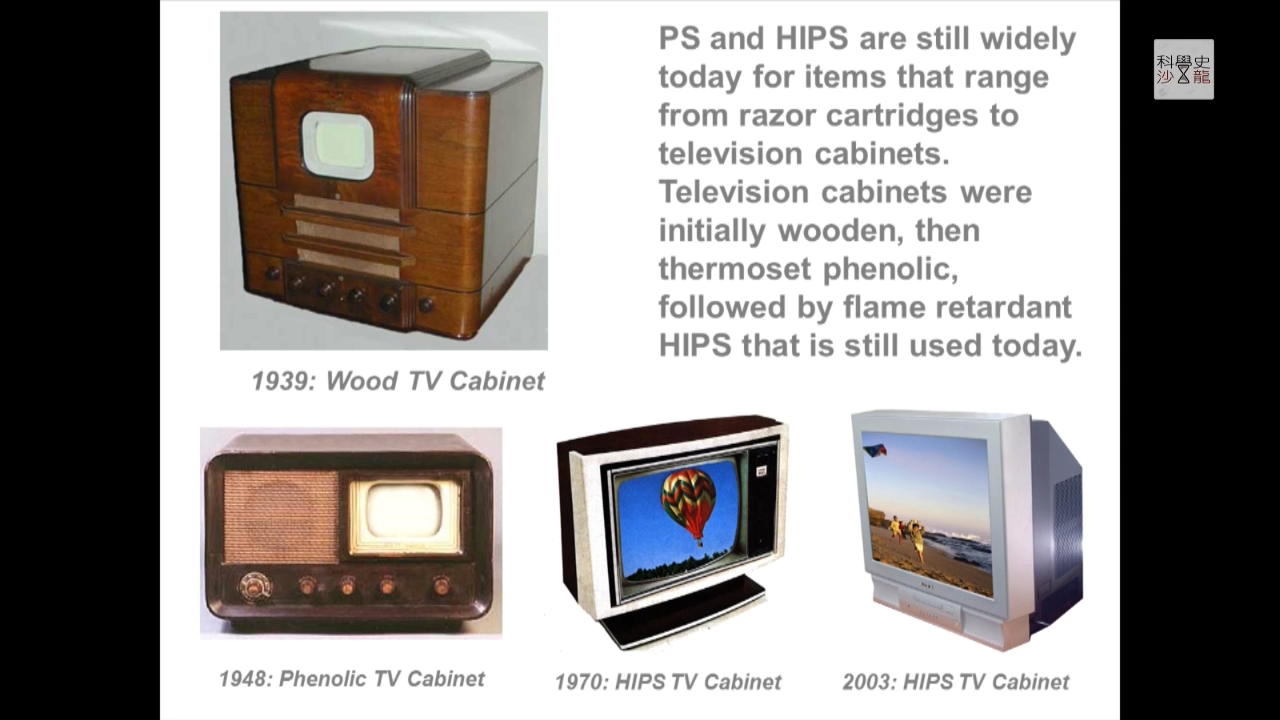 PS and HIPS are still widely
today for items that range
from razor cartridges to
television cabinets.
Television cabinets were
initially wooden, then
thermoset phenolic,
followed by flame retardant
HIPS that is still used today.
科學史
沙龍
1939: Wood TV Cabinet
1948: Phenolic TV Cabinet
1970: HIPS TV Cabinet
2003: HIPS TV Cabinet